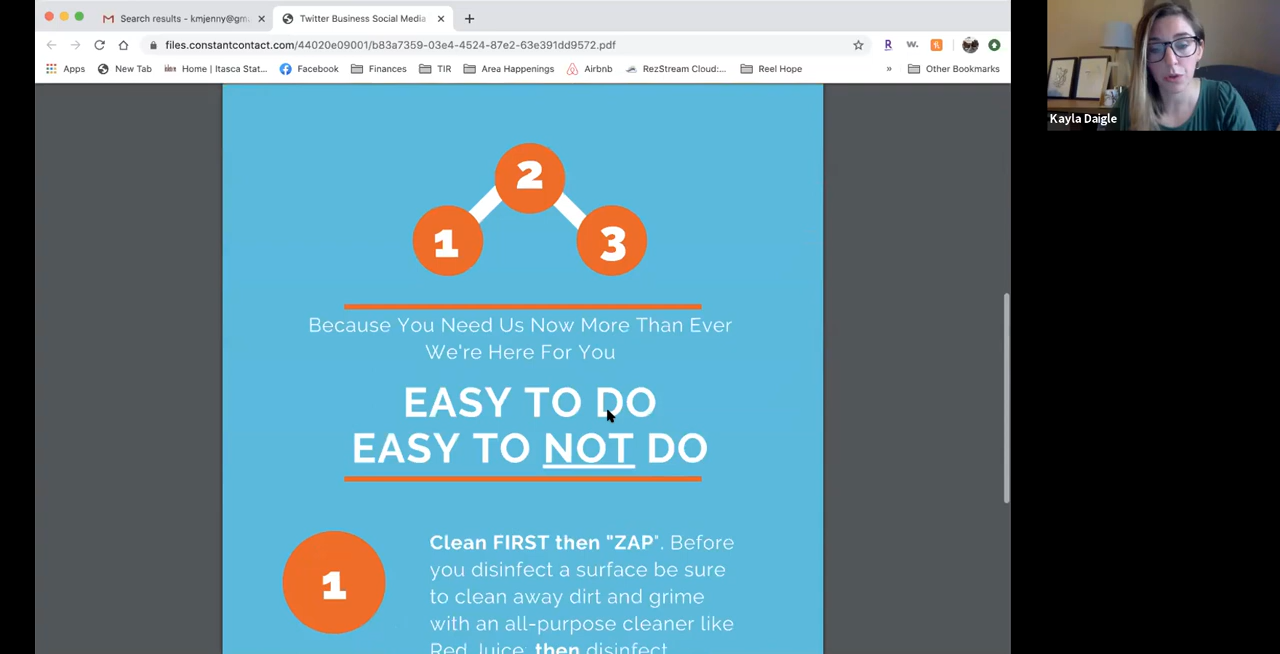 Search results - kmjenny@gm
Twitter Business Social Media
files.constantcontact.com/44020e09001/b83a7359-03e4-4524-87e2-63e391dd9572.pdf
Apps
New Tab
Home | Itasca Stat...
Facebook
Finances
TIR
Area Happenings
Airbnb
RezStream Cloud:...
Reel Hope
»
Other Bookmarks
R
w.
Kayla Daigle
2
1
3
Because You Need Us Now More Than Ever
We're Here For You
EASY TO DO
EASY TO NOT DO
1
Clean FIRST then "ZAP". Before
you disinfect a surface be sure
to clean away dirt and grime
with an all-purpose cleaner like
Red Juice; then disinfect